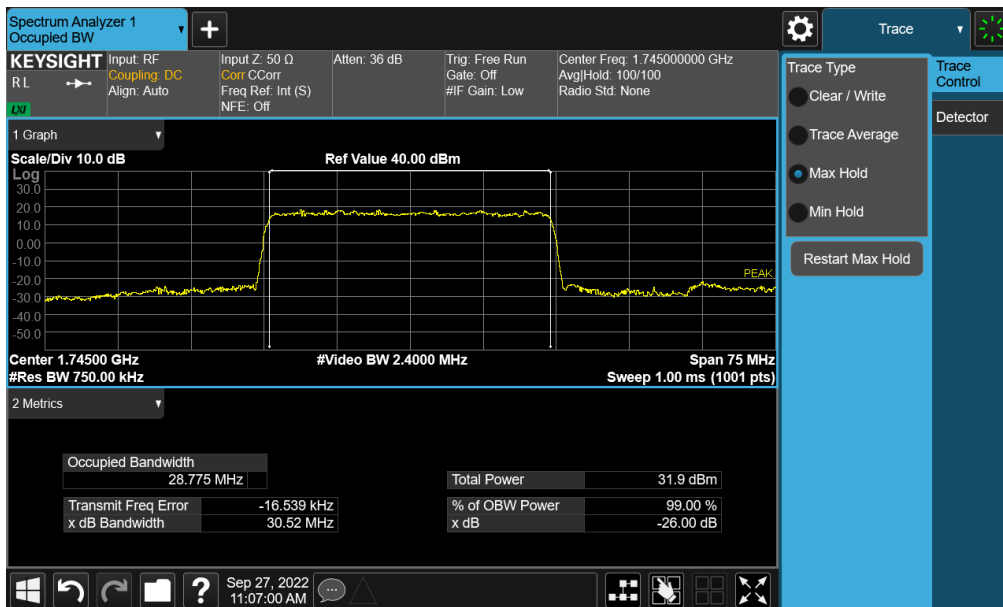 Spectrum Analyzer 1
Occupied BW
Trace
KEYSIGHT
R L
LXI
Input: RF
Coupling: DC
Align: Auto
Input Z: 50 Ω
Corr CCorr
Freq Ref: Int (S)
NFE: Off
Atten: 36 dB
Trig: Free Run
Gate: Off
#IF Gain: Low
Center Freq: 1.745000000 GHz
Avg|Hold: 100/100
Radio Std: None
Trace Type
Clear / Write
Trace Average
Max Hold
Min Hold
Restart Max Hold
Trace
Control
Detector
1 Graph
Scale/Div 10.0 dB
Ref Value 40.00 dBm
Log
30.0
20.0
10.0
0.00
-10.0
-20.0
-30.0
-40.0
-50.0
PEAK
Center 1.74500 GHz
#Video BW 2.4000 MHz
Span 75 MHz
#Res BW 750.00 kHz
Sweep 1.00 ms (1001 pts)
2 Metrics
Occupied Bandwidth
28.775 MHz
Total Power 31.9 dBm
Transmit Freq Error -16.539 kHz
% of OBW Power 99.00 %
x dB Bandwidth 30.52 MHz
x dB -26.00 dB
Sep 27, 2022
11:07:00 AM